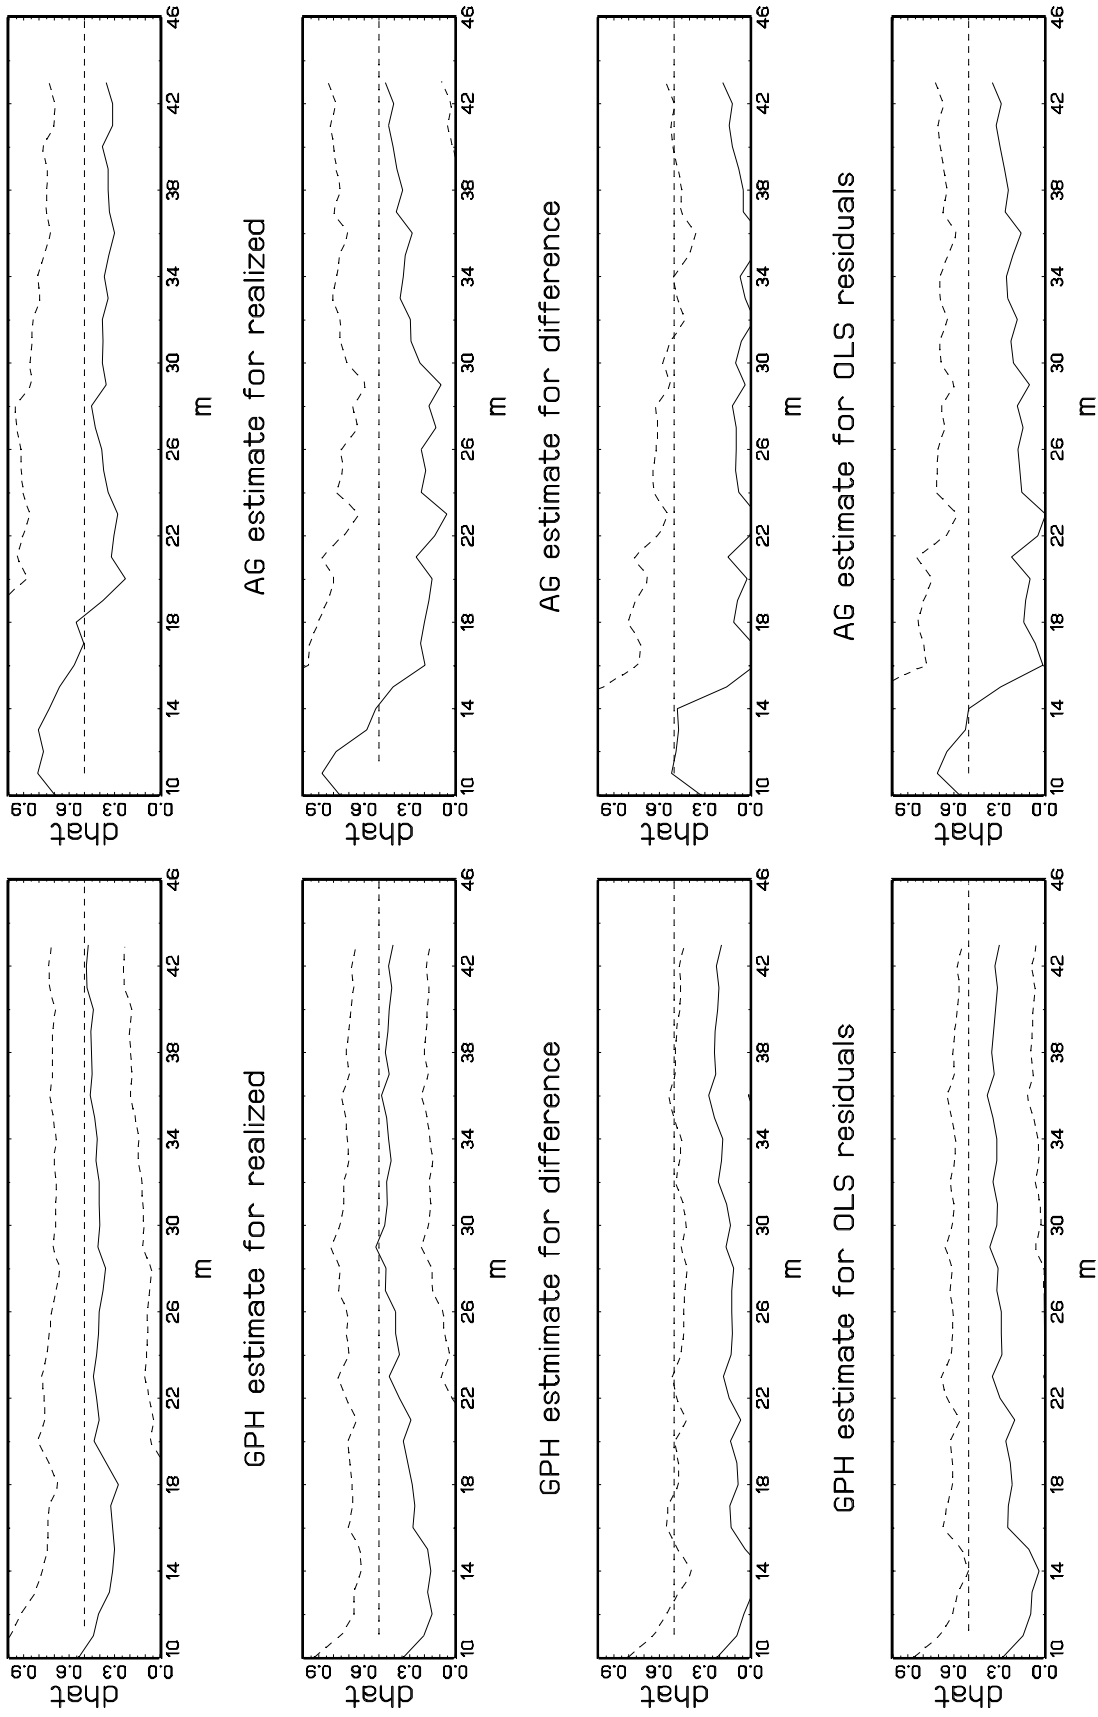 dhat
0.9
0.6
0.3
0.0
10 14 18 22 26 30 34 38 42 46
m
dhat
0.9
0.6
0.3
0.0
10 14 18 22 26 30 34 38 42 46
m
GPH estimate for realized
dhat
0.9
0.6
0.3
0.0
10 14 18 22 26 30 34 38 42 46
m
AG estimate for realized
dhat
0.9
0.6
0.3
0.0
10 14 18 22 26 30 34 38 42 46
m
GPH estmimate for difference
dhat
0.9
0.6
0.3
0.0
10 14 18 22 26 30 34 38 42 46
m
AG estimate for difference
dhat
0.9
0.6
0.3
0.0
10 14 18 22 26 30 34 38 42 46
m
GPH estimate for OLS residuals
dhat
0.9
0.6
0.3
0.0
10 14 18 22 26 30 34 38 42 46
m
AG estimate for OLS residuals
dhat
0.9
0.6
0.3
0.0
10 14 18 22 26 30 34 38 42 46
m